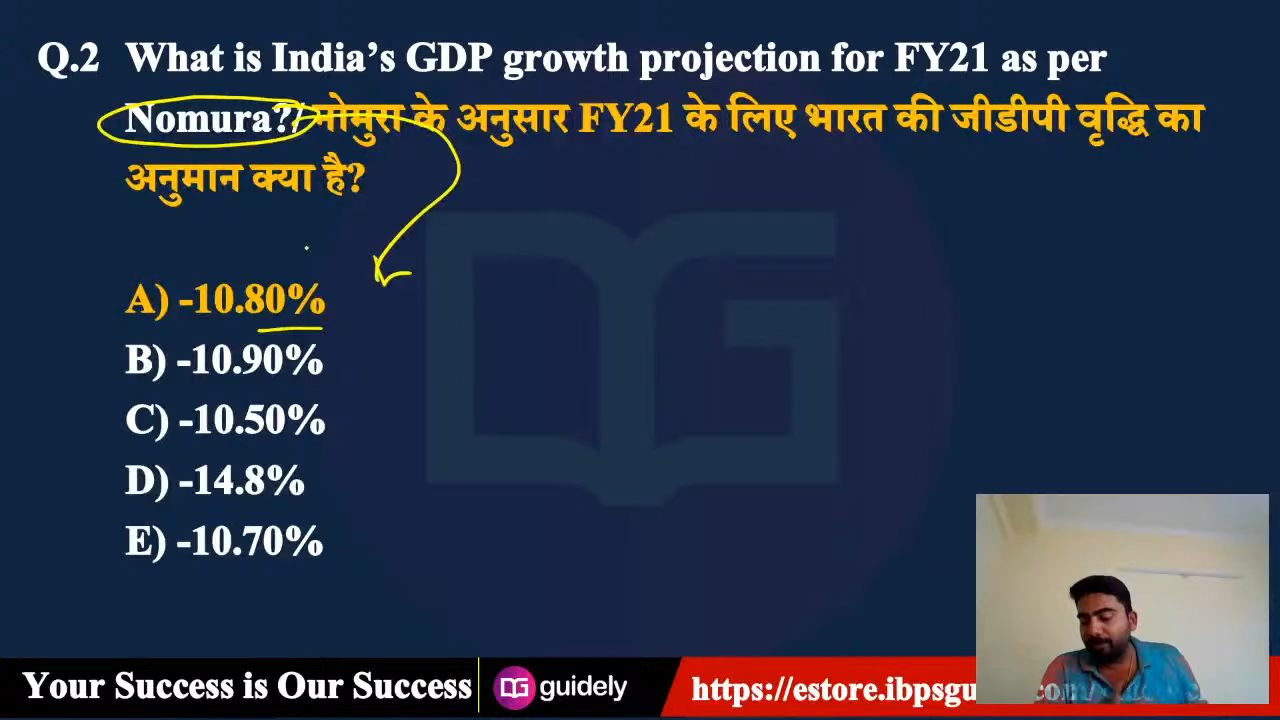 Q.2 What is India’s GDP growth projection for FY21 as per
Nomura?/ नोमुरा के अनुसार FY21 के लिए भारत की जीडीपी वृद्धि का
अनुमान क्या है?
A) -10.80%
B) -10.90%
C) -10.50%
D) -14.8%
E) -10.70%
Your Success is Our Success
guidely
https://estore.ibpsgu